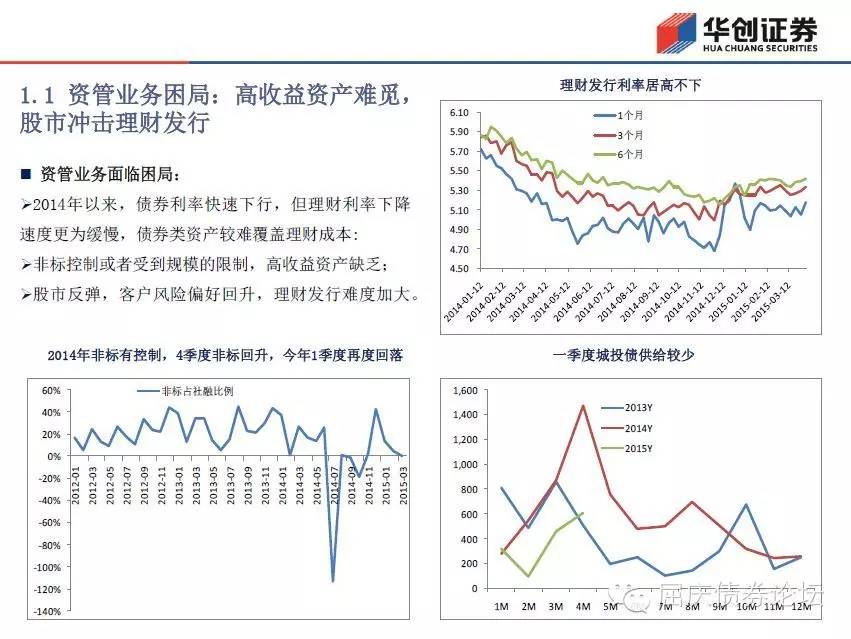 华创证券
HUA CHUANG SECURITIES
1.1 资管业务困局：高收益资产难觅，
股市冲击理财发行
■ 资管业务面临困局：
➢2014年以来，债券利率快速下行，但理财利率下降
速度更为缓慢，债券类资产较难覆盖理财成本：
➢非标控制或者受到规模的限制，高收益资产缺乏；
➢股市反弹，客户风险偏好回升，理财发行难度加大。
理财发行利率居高不下
6.10
5.90
5.70
5.50
5.30
5.10
4.90
4.70
4.50
1个月
3个月
6个月
2014-01-12
2014-02-12
2014-03-12
2014-04-12
2014-05-12
2014-06-12
2014-07-12
2014-08-12
2014-09-12
2014-10-12
2014-11-12
2014-12-12
2015-01-12
2015-02-12
2015-03-12
2014年非标有控制，4季度非标回升，今年1季度再度回落
60%
40%
20%
0%
-20%
-40%
-60%
-80%
-100%
-120%
-140%
非标占社融比例
2012-01
2012-03
2012-05
2012-07
2012-09
2012-11
2013-01
2013-03
2013-05
2013-07
2013-09
2013-11
2014-01
2014-03
2014-05
2014-07
2014-09
2014-11
2015-01
2015-03
一季度城投债供给较少
1,600
1,400
1,200
1,000
800
600
400
200
0
2013Y
2014Y
2015Y
1M
2M
3M
4M
5M
7M
8M
9M
10M
11M
12M
屈庆债券论坛